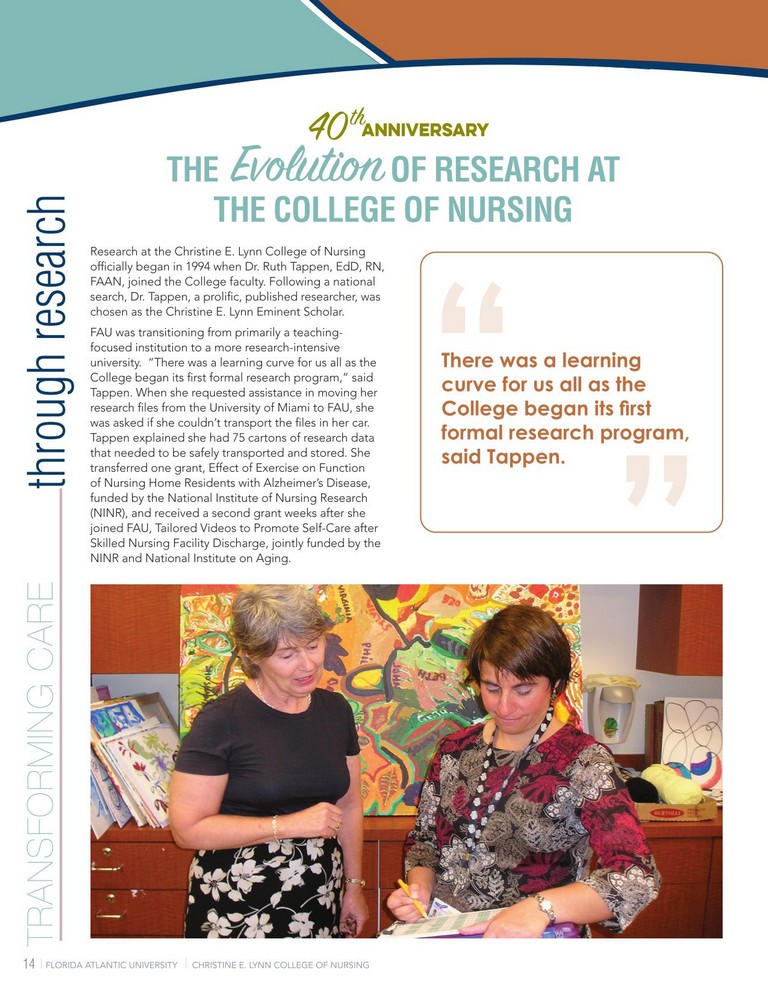 40th ANNIVERSARY
THE Evolution OF RESEARCH AT
THE COLLEGE OF NURSING
through research
TRANSFORMING CARE
Research at the Christine E. Lynn College of Nursing
officially began in 1994 when Dr. Ruth Tappen, EdD, RN,
FAAN, joined the College faculty. Following a national
search, Dr. Tappen, a prolific, published researcher, was
chosen as the Christine E. Lynn Eminent Scholar.
FAU was transitioning from primarily a teaching-
focused institution to a more research-intensive
university.  “There was a learning curve for us all as the
College began its first formal research program,” said
Tappen. When she requested assistance in moving her
research files from the University of Miami to FAU, she
was asked if she couldn’t transport the files in her car.
Tappen explained she had 75 cartons of research data
that needed to be safely transported and stored. She
transferred one grant, Effect of Exercise on Function
of Nursing Home Residents with Alzheimer’s Disease,
funded by the National Institute of Nursing Research
(NINR), and received a second grant weeks after she
joined FAU, Tailored Videos to Promote Self-Care after
Skilled Nursing Facility Discharge, jointly funded by the
NINR and National Institute on Aging.
“
There was a learning
curve for us all as the
College began its first
formal research program,
said Tappen.
”
VIRGINIA
PHIL
JOHN
BETH
14 | FLORIDA ATLANTIC UNIVERSITY | CHRISTINE E. LYNN COLLEGE OF NURSING